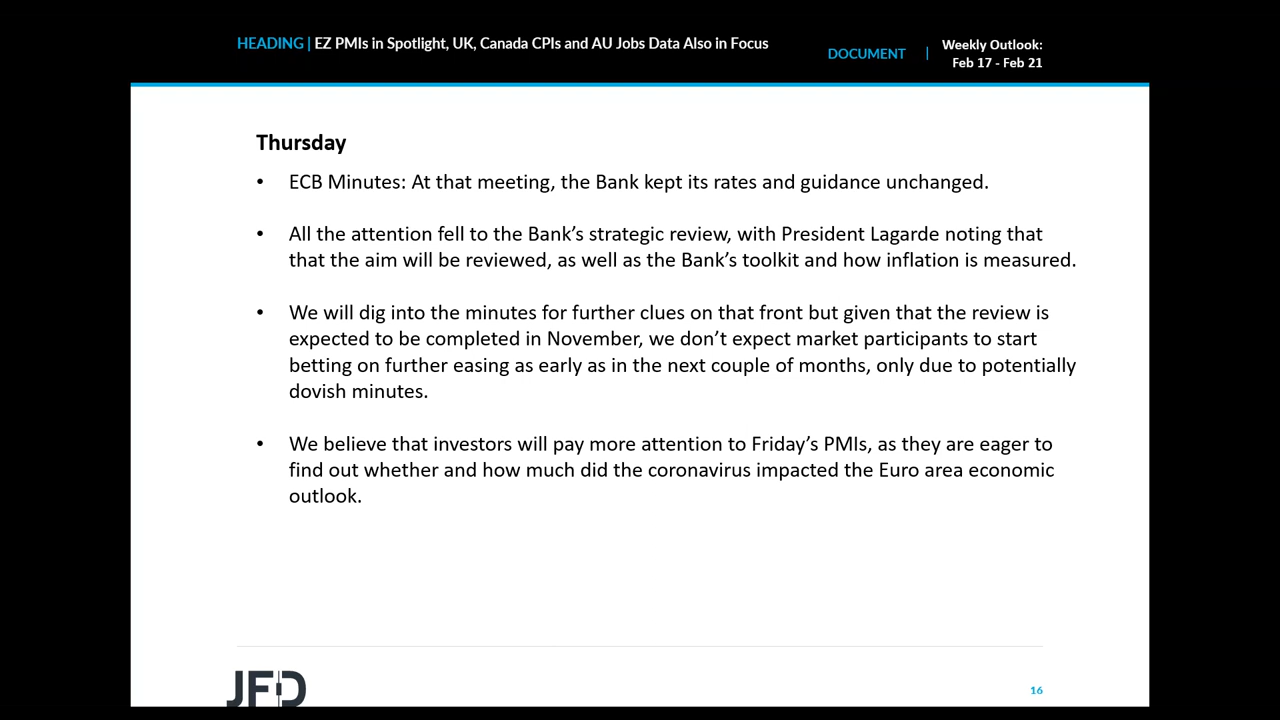 HEADING | EZ PMIs in Spotlight, UK, Canada CPIs and AU Jobs Data Also in Focus
DOCUMENT | Weekly Outlook:
Feb 17 - Feb 21
Thursday
• ECB Minutes: At that meeting, the Bank kept its rates and guidance unchanged.
• All the attention fell to the Bank’s strategic review, with President Lagarde noting that
that the aim will be reviewed, as well as the Bank’s toolkit and how inflation is measured.
• We will dig into the minutes for further clues on that front but given that the review is
expected to be completed in November, we don’t expect market participants to start
betting on further easing as early as in the next couple of months, only due to potentially
dovish minutes.
• We believe that investors will pay more attention to Friday’s PMIs, as they are eager to
find out whether and how much did the coronavirus impacted the Euro area economic
outlook.
JFD
16